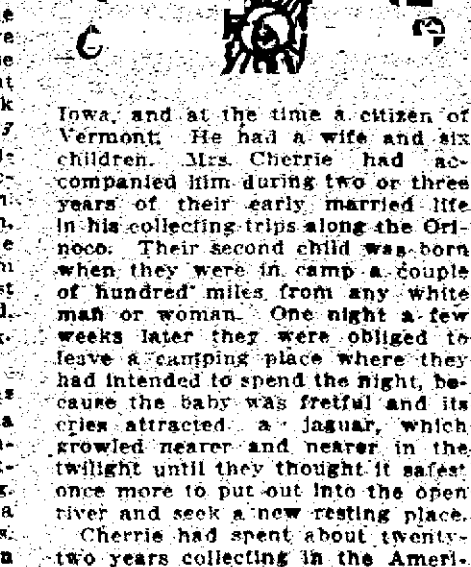 Iowa, and at the time a citizen of
Vermont. He had a wife and six
children. Mrs. Cherrie had ac-
companied him during two or three
years of their early married life
in his collecting trips along the Ori-
noco. Their second child was born
when they were in camp a couple
of hundred miles from any white
man or woman. One night a few
weeks later they were obliged to
leave a camping place where they
had intended to spend the night, be-
cause the baby was fretful and its
cries attracted a jaguar, which
growled nearer and nearer in the
twilight until they thought it safest
once more to put out into the open
river and seek a new resting place.
Cherrie had spent about twenty-
two years collecting in the Ameri-